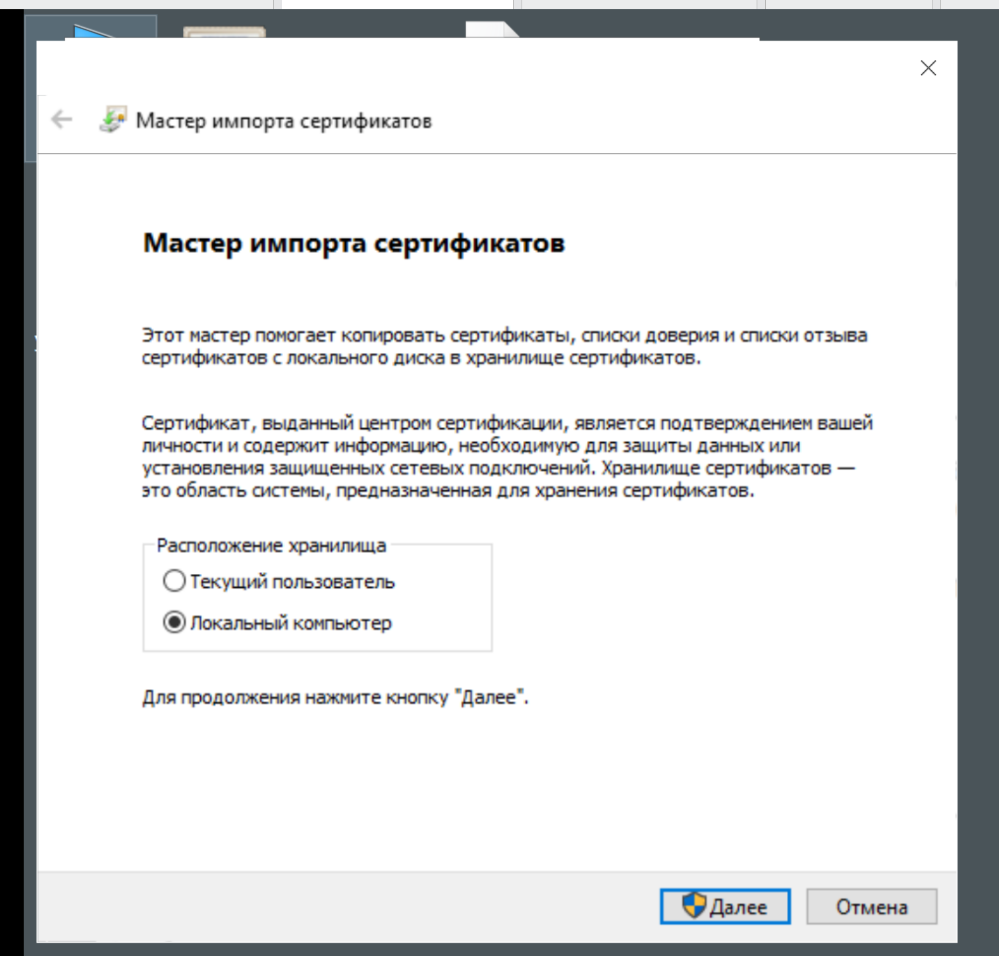 Мастер импорта сертификатов
Мастер импорта сертификатов
Этот мастер помогает копировать сертификаты, списки доверия и списки отзыва
сертификатов с локального диска в хранилище сертификатов.
Сертификат, выданный центром сертификации, является подтверждением вашей
личности и содержит информацию, необходимую для защиты данных или
установления защищенных сетевых подключений. Хранилище сертификатов —
это область системы, предназначенная для хранения сертификатов.
Расположение хранилища
Текущий пользователь
Локальный компьютер
Для продолжения нажмите кнопку "Далее".
Далее
Отмена